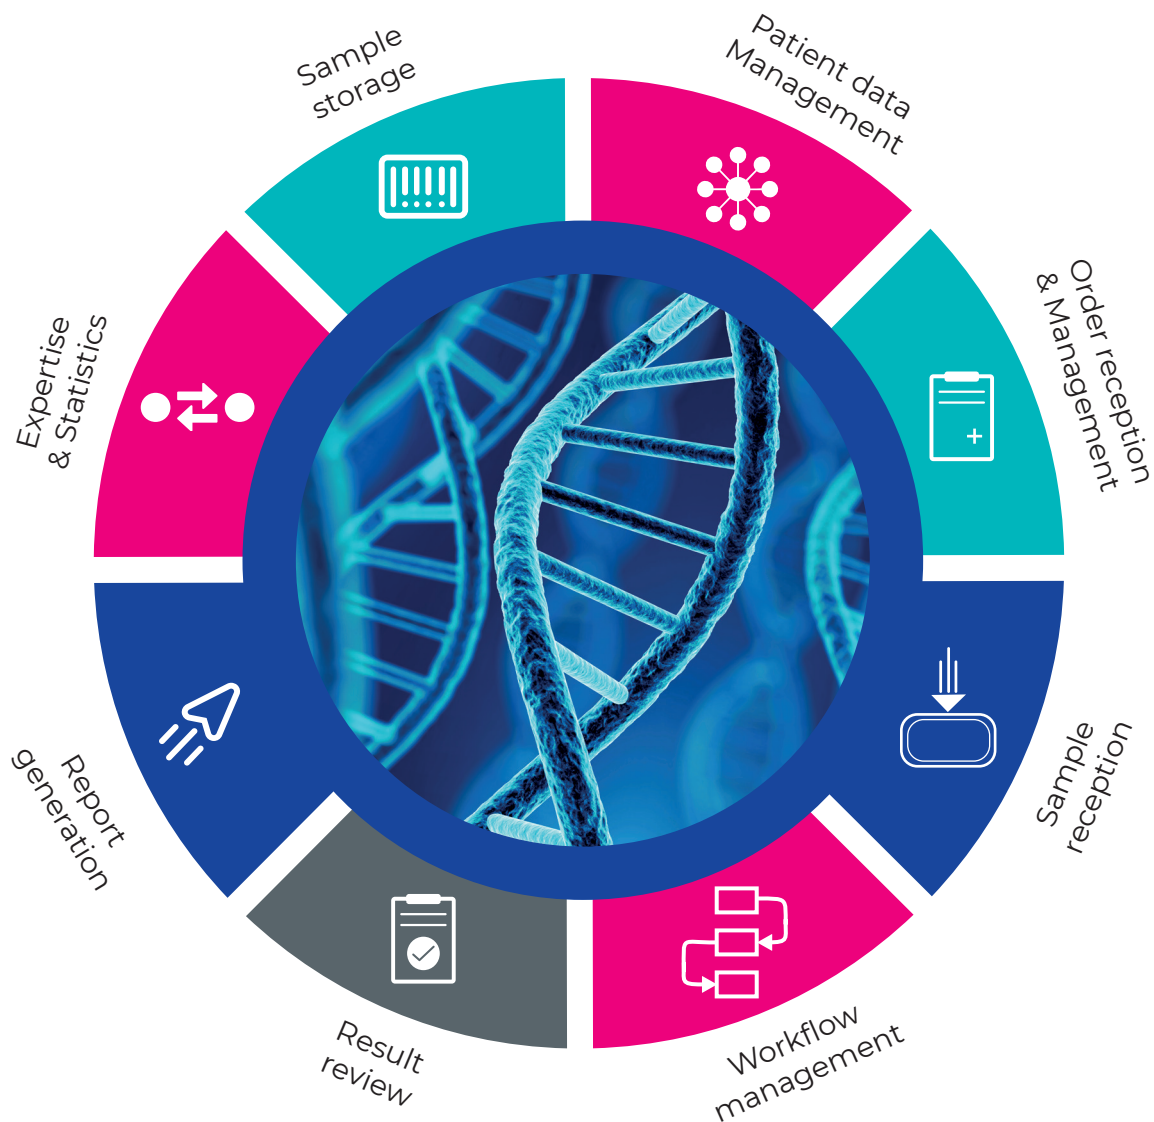 Patient data
Management
Order reception
& Management
Sample
reception
Workflow
management
Result
review
Report
generation
Expertise
& Statistics
Sample
storage